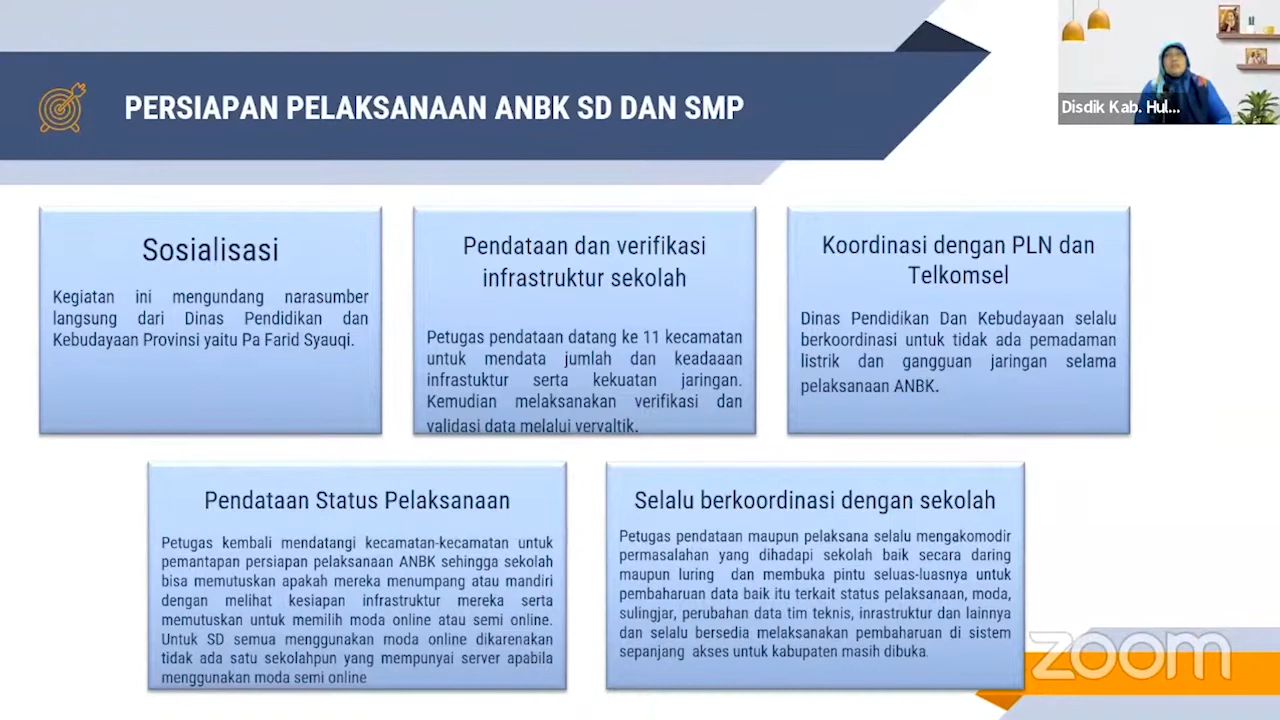 PERSIAPAN PELAKSANAAN ANBK SD DAN SMP
Disdik Kab. Hul...
Sosialisasi
Kegiatan ini mengundang narasumber
langsung dari Dinas Pendidikan dan
Kebudayaan Provinsi yaitu Pa Farid Syauqi.
Pendataan dan verifikasi
infrastruktur sekolah
Petugas pendataan datang ke 11 kecamatan
untuk mendata jumlah dan keadaaan
infrastuktur serta kekuatan jaringan.
Kemudian melaksanakan verifikasi dan
validasi data melalui vervaltik.
Koordinasi dengan PLN dan
Telkomsel
Dinas Pendidikan Dan Kebudayaan selalu
berkoordinasi untuk tidak ada pemadaman
listrik dan gangguan jaringan selama
pelaksanaan ANBK.
Pendataan Status Pelaksanaan
Petugas kembali mendatangi kecamatan-kecamatan untuk
pemantapan persiapan pelaksanaan ANBK sehingga sekolah
bisa memutuskan apakah mereka menumpang atau mandiri
dengan melihat kesiapan infrastruktur mereka serta
memutuskan untuk memilih moda online atau semi online.
Untuk SD semua menggunakan moda online dikarenakan
tidak ada satu sekolahpun yang mempunyai server apabila
menggunakan moda semi online
Selalu berkoordinasi dengan sekolah
Petugas pendataan maupun pelaksana selalu mengakomodir
permasalahan yang dihadapi sekolah baik secara daring
maupun luring dan membuka pintu seluas-luasnya untuk
pembaharuan data baik itu terkait status pelaksanaan, moda,
sulingjar, perubahan data tim teknis, inrastruktur dan lainnya
dan selalu bersedia melaksanakan pembaharuan di sistem
sepanjang akses untuk kabupaten masih dibuka.
zoom